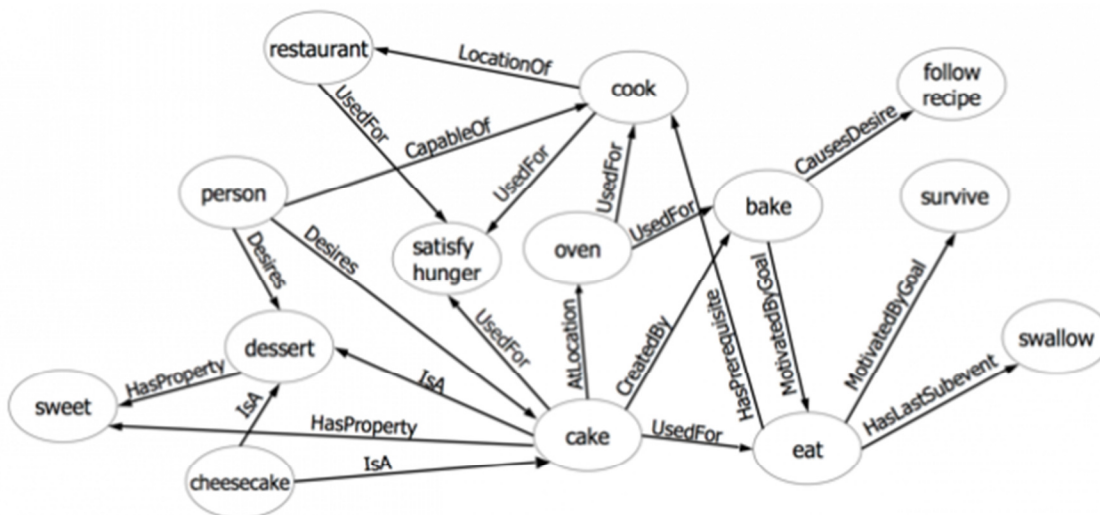 restaurant
LocationOf
cook
follow
recipe
UsedFor
CapableOf
UsedFor
UsedFor
CausesDesire
person
bake
survive
Desires
Desires
satisfy
hunger
oven
UsedFor
MotivatedByGoal
MotivatedByGoal
HasPrerequisite
AtLocation
CreatedBy
UsedFor
dessert
swallow
HasProperty
IsA
IsA
sweet
HasProperty
cake
UsedFor
eat
HasLastSubevent
IsA
cheesecake